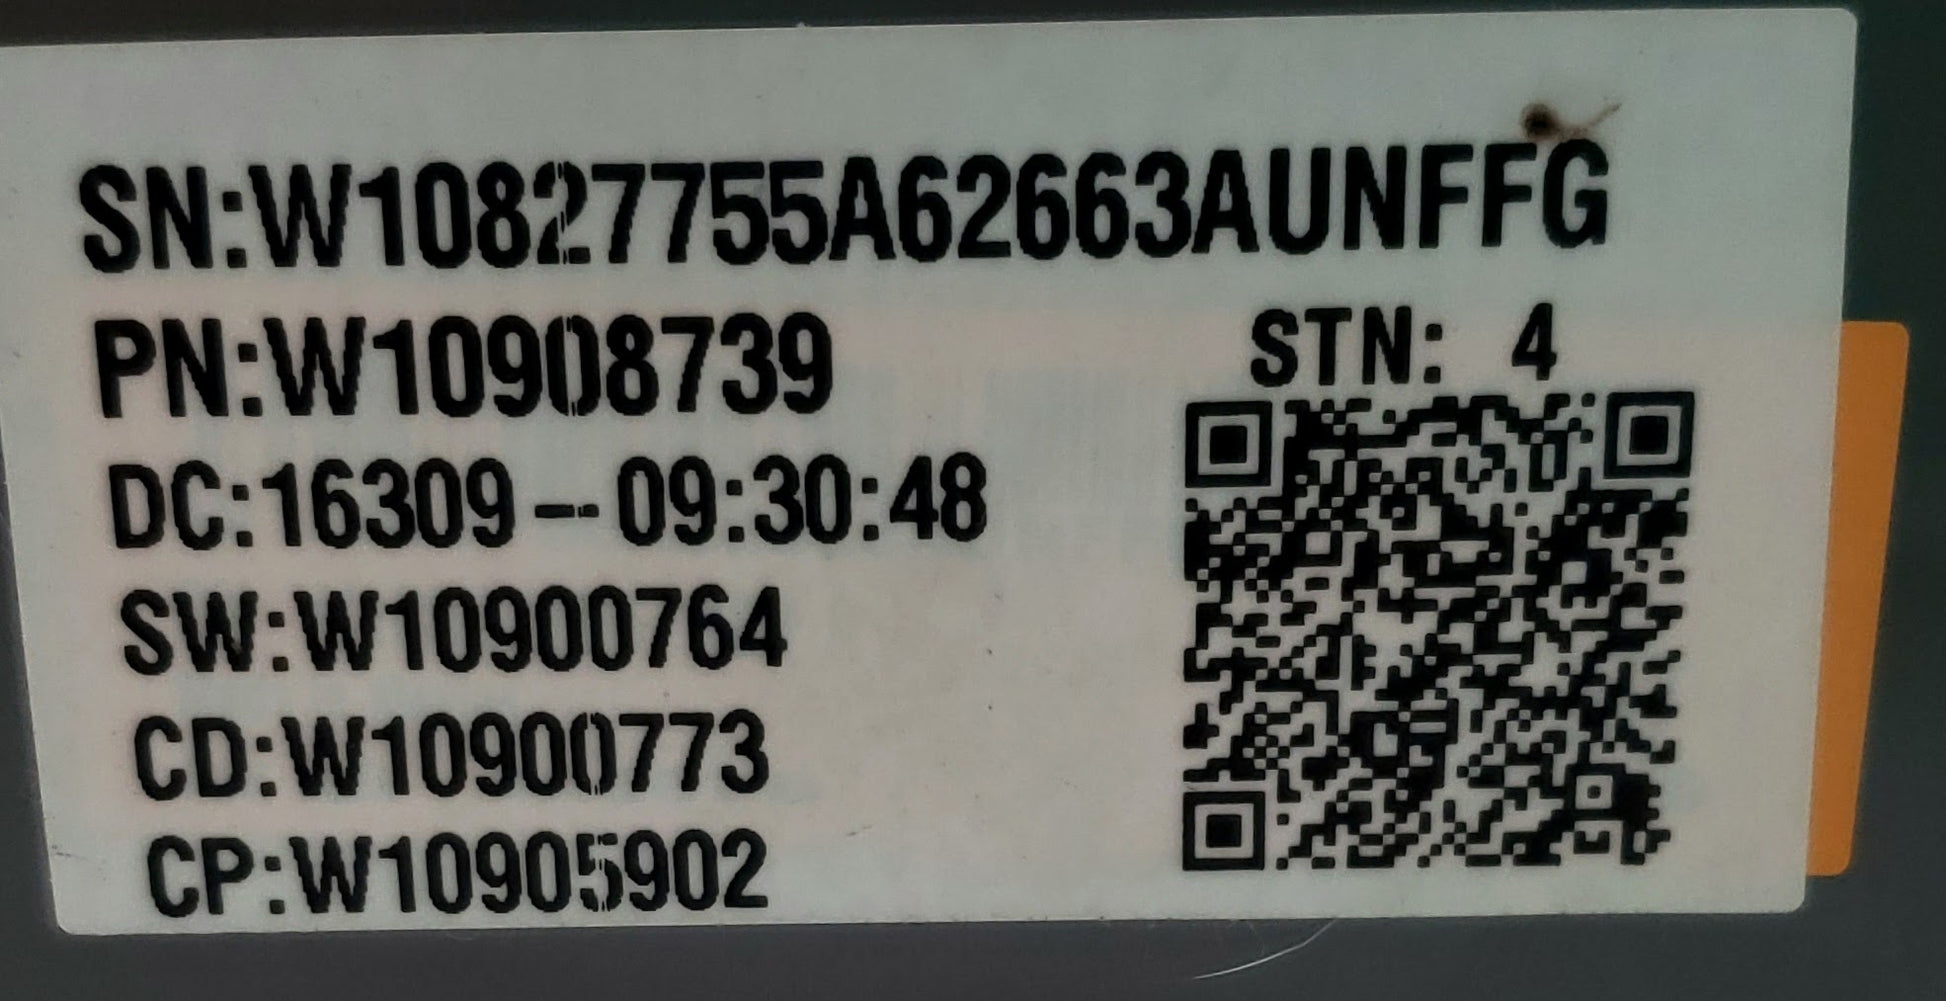 SN:W10827755A62663AUNFFG
PN:W10908739
STN: 4
DC:16309--09:30:48
SW:W10900764
CD:W10900773
CP:W10905902